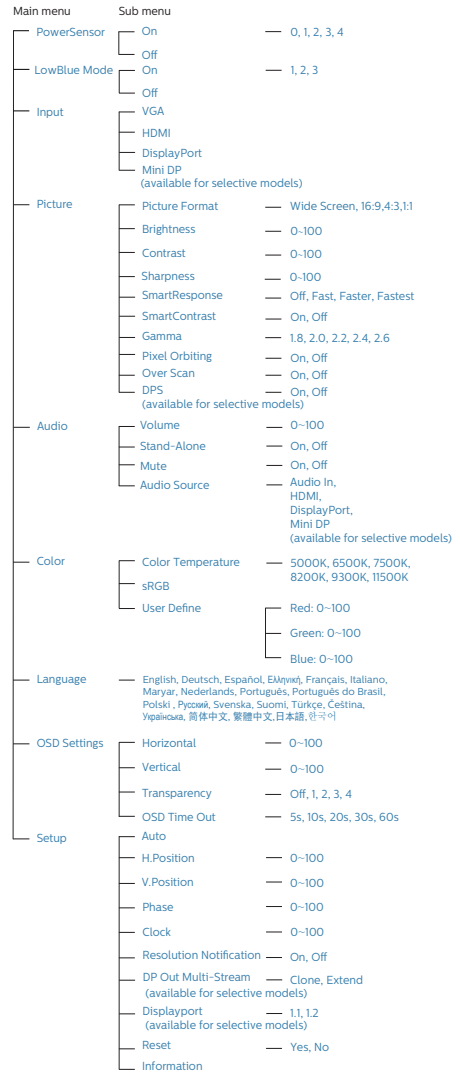 Main menu Sub menu
PowerSensor On 0, 1, 2, 3, 4
Off
LowBlue Mode On 1, 2, 3
Off
Input VGA
HDMI
DisplayPort
Mini DP
(available for selective models)
Picture Picture Format Wide Screen, 16:9,4:3,1:1
Brightness 0~100
Contrast 0~100
Sharpness 0~100
SmartResponse Off, Fast, Faster, Fastest
SmartContrast On, Off
Gamma 1.8, 2.0, 2.2, 2.4, 2.6
Pixel Orbiting On, Off
Over Scan On, Off
DPS On, Off
(available for selective models)
Audio Volume 0~100
Stand-Alone On, Off
Mute On, Off
Audio Source Audio In,
HDMI,
DisplayPort,
Mini DP
(available for selective models)
Color Color Temperature 5000K, 6500K, 7500K,
8200K, 9300K, 11500K
sRGB
User Define Red: 0~100
Green: 0~100
Blue: 0~100
Language English, Deutsch, Español, Ελληνική, Français, Italiano,
Maryar, Nederlands, Português, Português do Brasil,
Polski , Русский, Svenska, Suomi, Türkçe, Čeština,
Українська, 简体中文, 繁體中文,日本語,한국어
OSD Settings Horizontal 0~100
Vertical 0~100
Transparency Off, 1, 2, 3, 4
OSD Time Out 5s, 10s, 20s, 30s, 60s
Setup Auto
H.Position 0~100
V.Position 0~100
Phase 0~100
Clock 0~100
Resolution Notification On, Off
DP Out Multi-Stream Clone, Extend
(available for selective models)
Displayport 1.1, 1.2
(available for selective models)
Reset Yes, No
Information